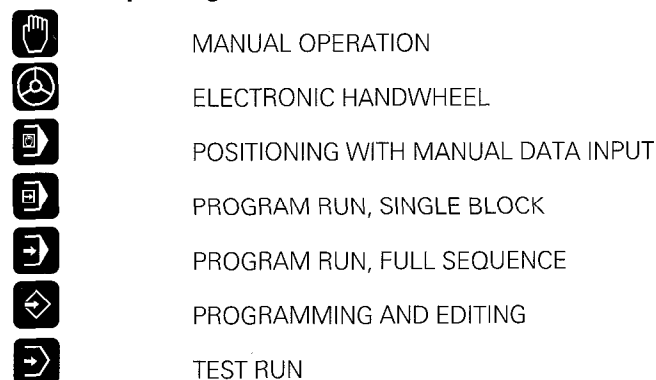 MANUAL OPERATION
ELECTRONIC HANDWHEEL
POSITIONING WITH MANUAL DATA INPUT
PROGRAM RUN, SINGLE BLOCK
PROGRAM RUN, FULL SEQUENCE
PROGRAMMING AND EDITING
TEST RUN